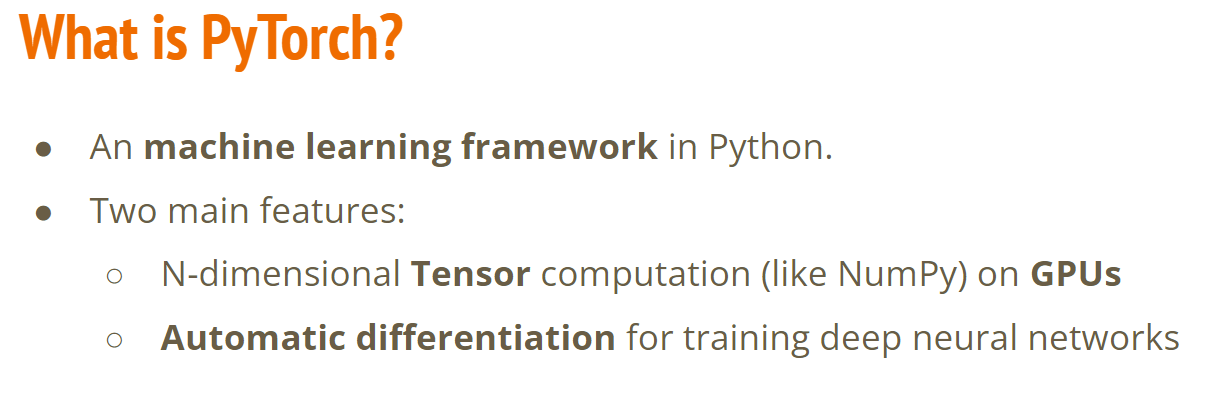 What is PyTorch?
● An machine learning framework in Python.
● Two main features:
○ N-dimensional Tensor computation (like NumPy) on GPUs
○ Automatic differentiation for training deep neural networks